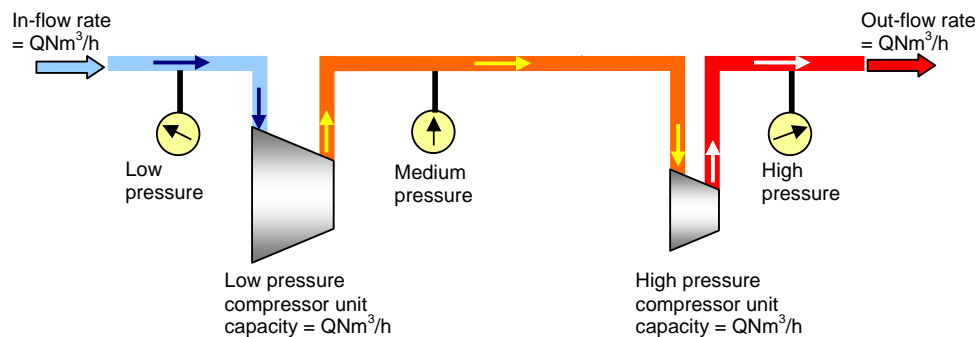 In-flow rate
= QNm³/h
Out-flow rate
= QNm³/h
Low
pressure
Medium
pressure
High
pressure
Low pressure
compressor unit
capacity = QNm³/h
High pressure
compressor unit
capacity = QNm³/h